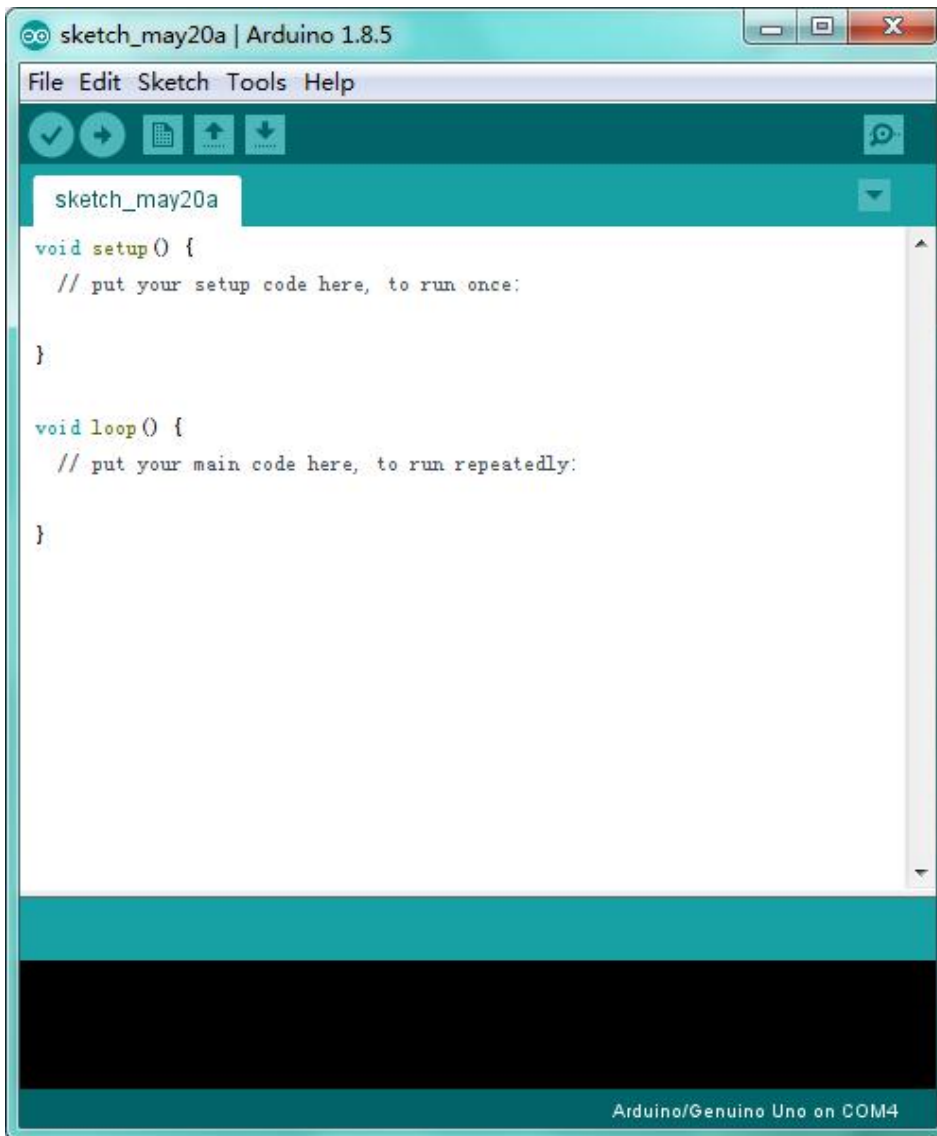 sketch_may20a | Arduino 1.8.5
File Edit Sketch Tools Help
sketch_may20a
void setup() {
  // put your setup code here, to run once:
}
void loop() {
  // put your main code here, to run repeatedly:
}
Arduino/Genuino Uno on COM4